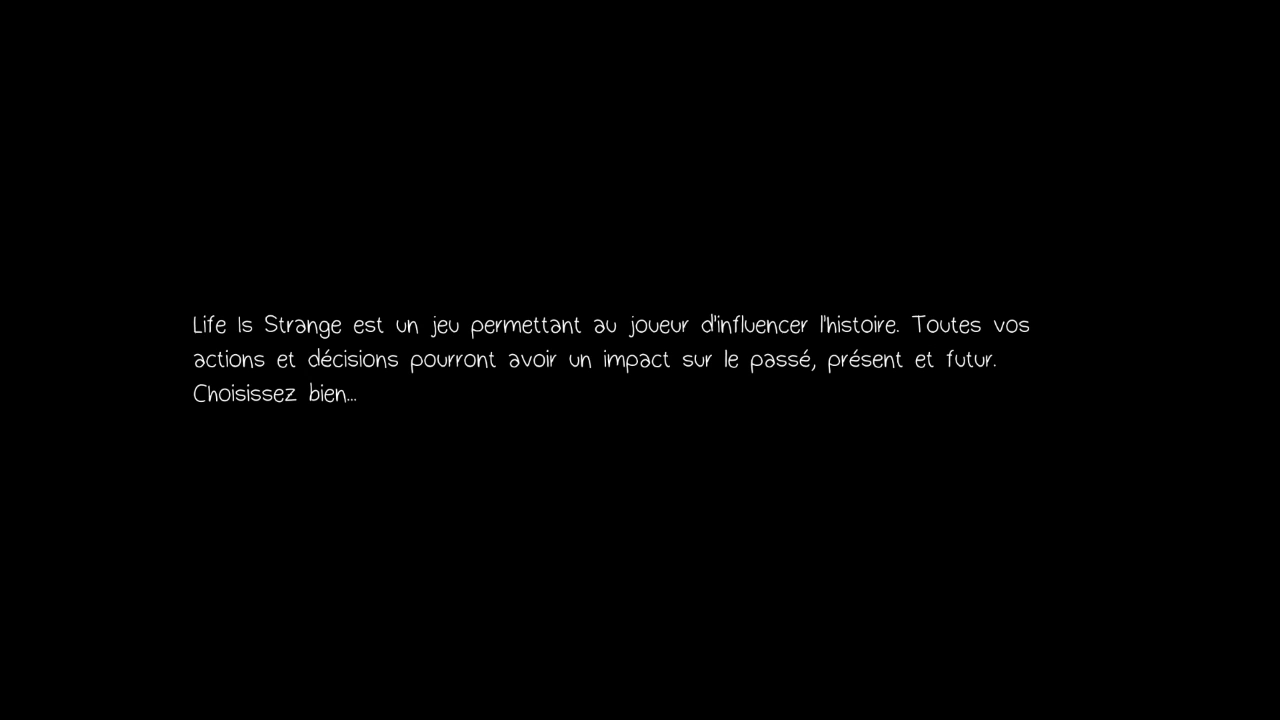 Life Is Strange est un jeu permettant au joueur d'influencer l'histoire. Toutes vos
actions et décisions pourront avoir un impact sur le passé, présent et futur.
Choisissez bien...